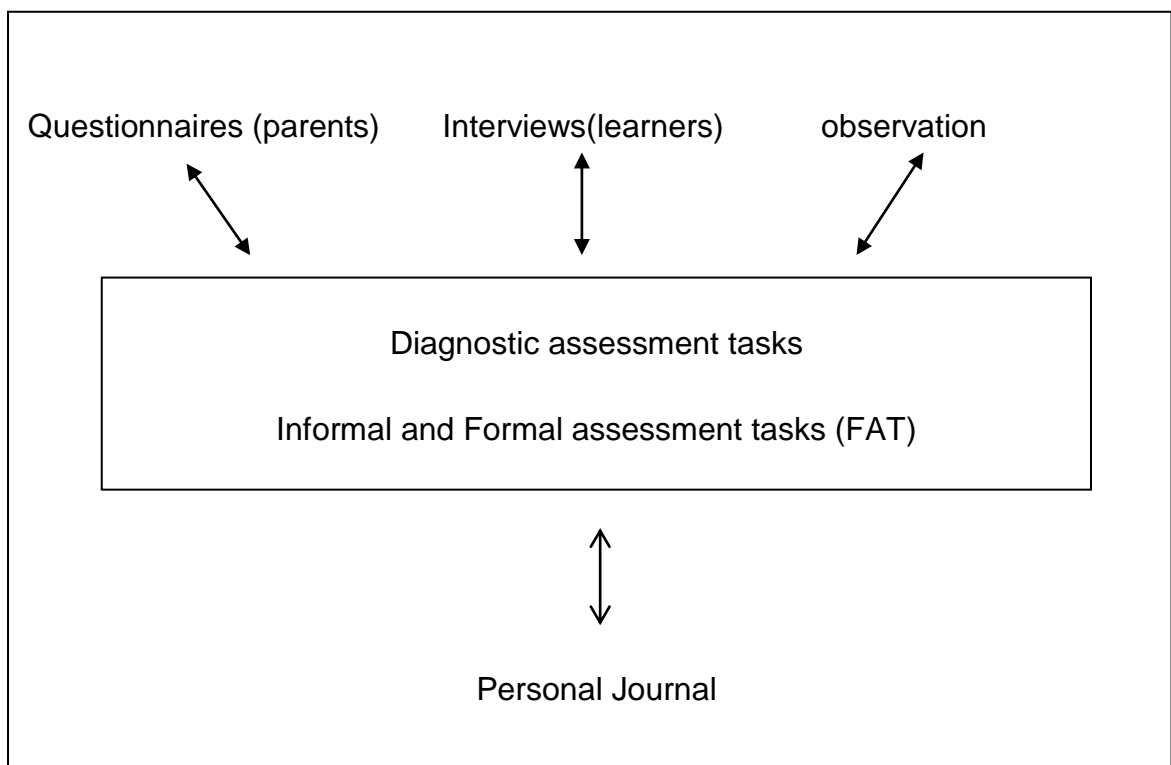 Questionnaires (parents) Interviews(learners) observation
Diagnostic assessment tasks
Informal and Formal assessment tasks (FAT)
Personal Journal